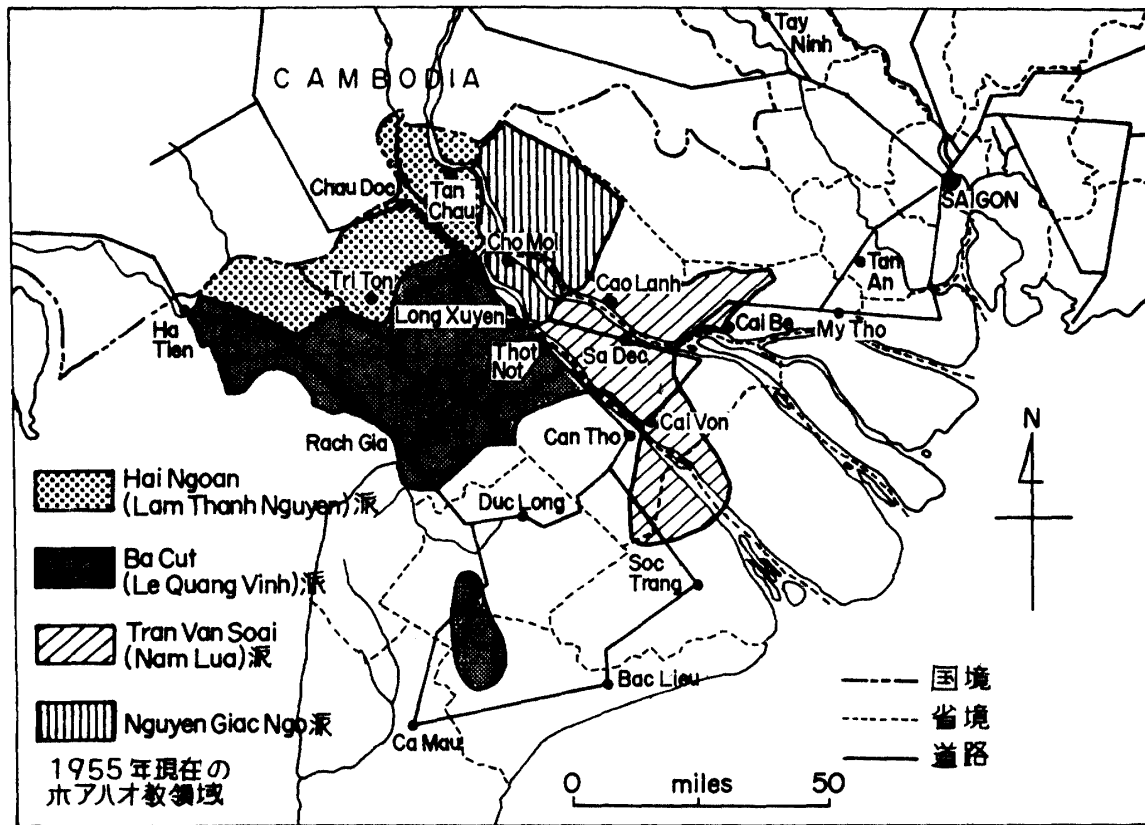 Tay
Ninh
CAMBODIA
Chau Doc
Tan
Chau
SAIGON
Cho Moi
Tan
An
Tri Ton
Cao Lanh
Ha
Tien
Long Xuyen
Cai Be
My Tho
Thot
Not
Sa Dec
Rach Gia
Can Tho
Cai Von
N
Hai Ngoan
(Lam Thanh Nguyen)派
Duc Long
Ba Cut
(Le Quang Vinh)派
Soc
Trang
Tran Van Soai
(Nam Lua)派
Bac Lieu
国境
省境
道路
Nguyen Giac Ngo派
Ca Mau
1955年現在の
ホアハオ教領域
0 miles 50